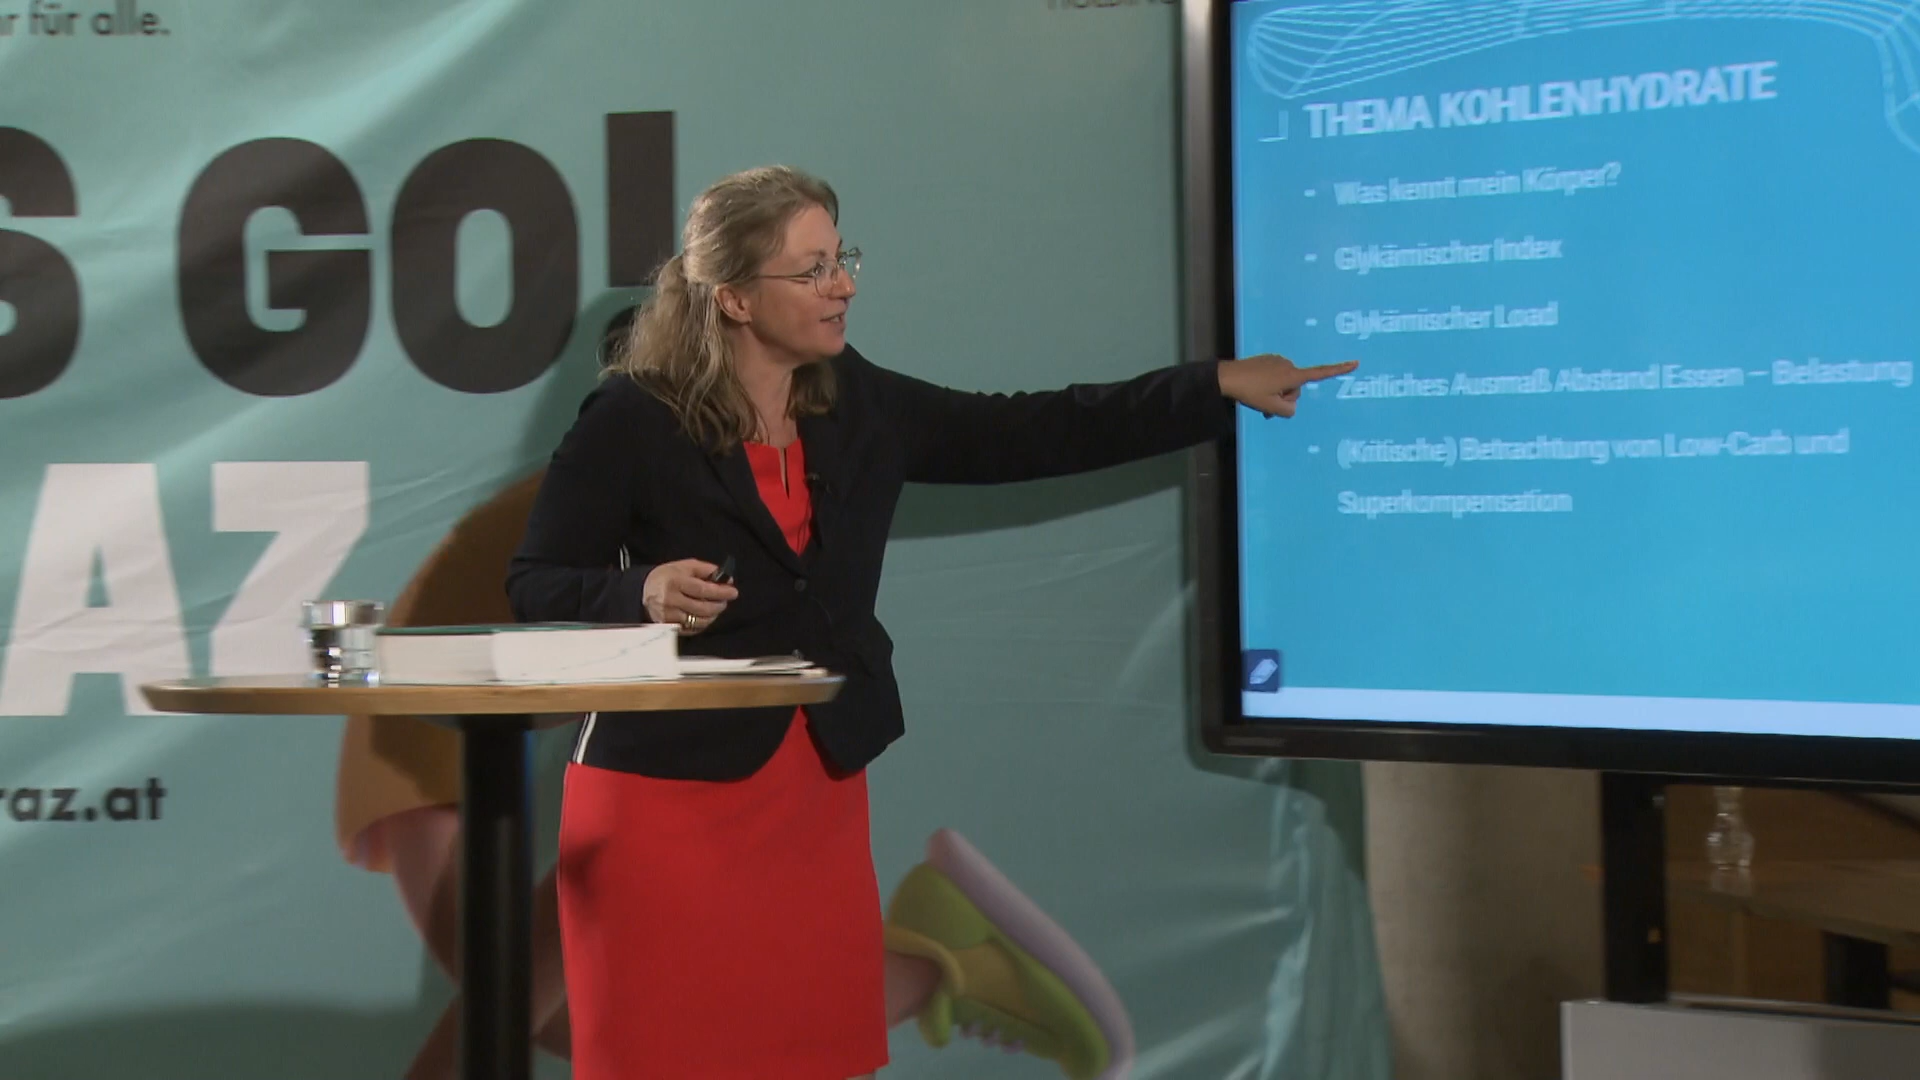 r für alle.
S GO!
AZ
raz.at
THEMA KOHLENHYDRATE
- Was kennt mein Körper?
- Glykämischer Index
- Glykämischer Load
- Zeitliches Ausmaß Abstand Essen – Belastung
- (Kritische) Betrachtung von Low-Carb und
Superkompensation